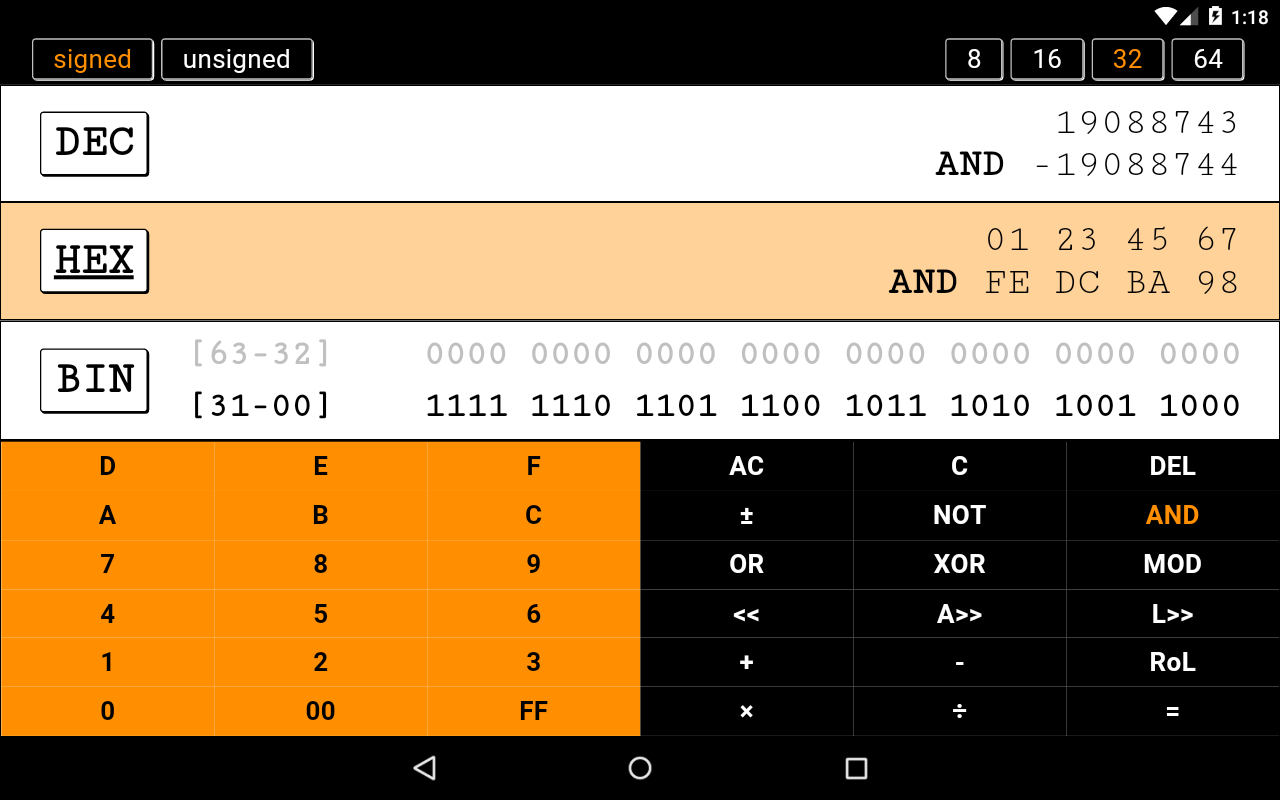 1:18
signed unsigned 8 16 32 64
DEC 19088743
AND -19088744
HEX 01 23 45 67
AND FE DC BA 98
BIN [63-32] 0000 0000 0000 0000 0000 0000 0000 0000
[31-00] 1111 1110 1101 1100 1011 1010 1001 1000
D E F AC C DEL
A B C ± NOT AND
7 8 9 OR XOR MOD
4 5 6 << A>> L>>
1 2 3 + - RoL
0 00 FF × ÷ =